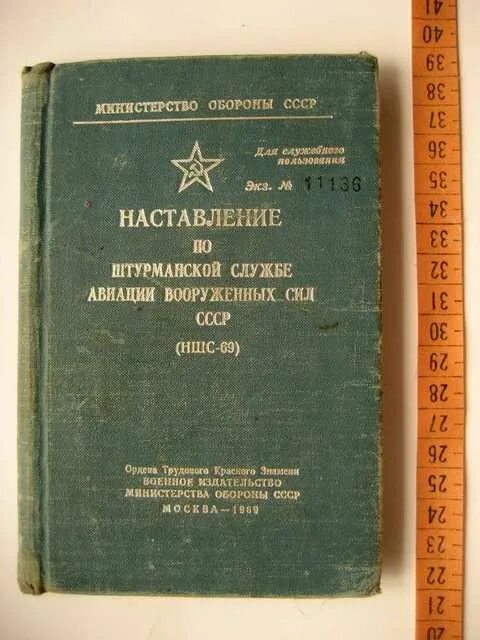 МИНИСТЕРСТВО ОБОРОНЫ СССР
Для служебного
пользования
Экз. № 11136
НАСТАВЛЕНИЕ
ПО
ШТУРМАНСКОЙ СЛУЖБЕ
АВИАЦИИ ВООРУЖЕННЫХ СИЛ
СССР
(НШС-69)
Ордена Трудового Красного Знамени
ВОЕННОЕ ИЗДАТЕЛЬСТВО
МИНИСТЕРСТВА ОБОРОНЫ СССР
МОСКВА — 1969
41
40
39
38
37
36
35
34
33
32
31
30
29
28
27
26
25
24
23
22
21
20